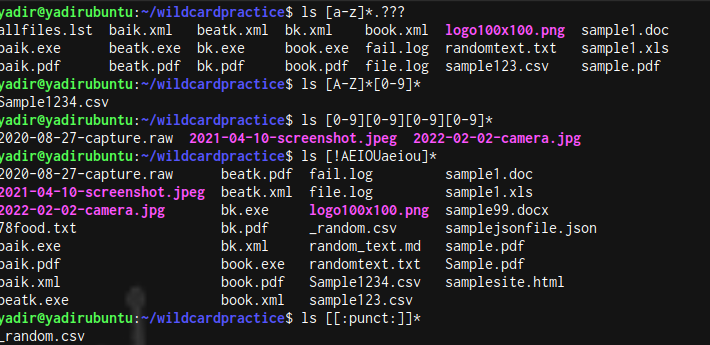 yadir@yadirubuntu:~/wildcardpractice$ ls [a-z]*.???
allfiles.lst baik.xml beatk.xml bk.xml book.xml logo100x100.png sample1.doc
baik.exe beatk.exe bk.exe book.exe fail.log randomtext.txt sample1.xls
baik.pdf beatk.pdf bk.pdf book.pdf file.log sample123.csv sample.pdf
yadir@yadirubuntu:~/wildcardpractice$ ls [A-Z]*[0-9]*
Sample1234.csv
yadir@yadirubuntu:~/wildcardpractice$ ls [0-9][0-9][0-9][0-9]*
2020-08-27-capture.raw 2021-04-10-screenshot.jpeg 2022-02-02-camera.jpg
yadir@yadirubuntu:~/wildcardpractice$ ls [!AEIOUaeiou]*
2020-08-27-capture.raw beatk.pdf fail.log sample1.doc
2021-04-10-screenshot.jpeg beatk.xml file.log sample1.xls
2022-02-02-camera.jpg bk.exe logo100x100.png sample99.docx
78food.txt bk.pdf _random.csv samplejsonfile.json
baik.exe bk.xml random_text.md sample.pdf
baik.pdf book.exe randomtext.txt Sample.pdf
baik.xml book.pdf Sample1234.csv samplesite.html
beatk.exe book.xml sample123.csv
yadir@yadirubuntu:~/wildcardpractice$ ls [[:punct:]]*
_random.csv